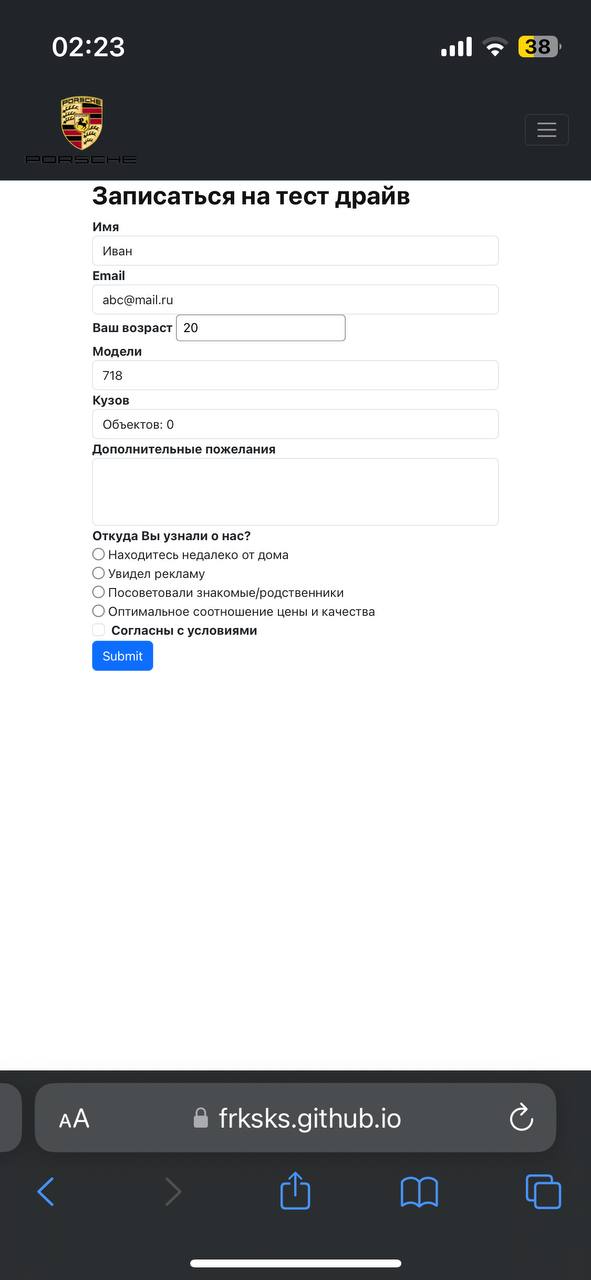 02:23
38
PORSCHE
PORSCHE
Записаться на тест драйв
Имя
Иван
Email
abc@mail.ru
Ваш возраст 20
Модели
718
Кузов
Объектов: 0
Дополнительные пожелания
Откуда Вы узнали о нас?
Находитесь недалеко от дома
Увидел рекламу
Посоветовали знакомые/родственники
Оптимальное соотношение цены и качества
Согласны с условиями
Submit
AA frksks.github.io